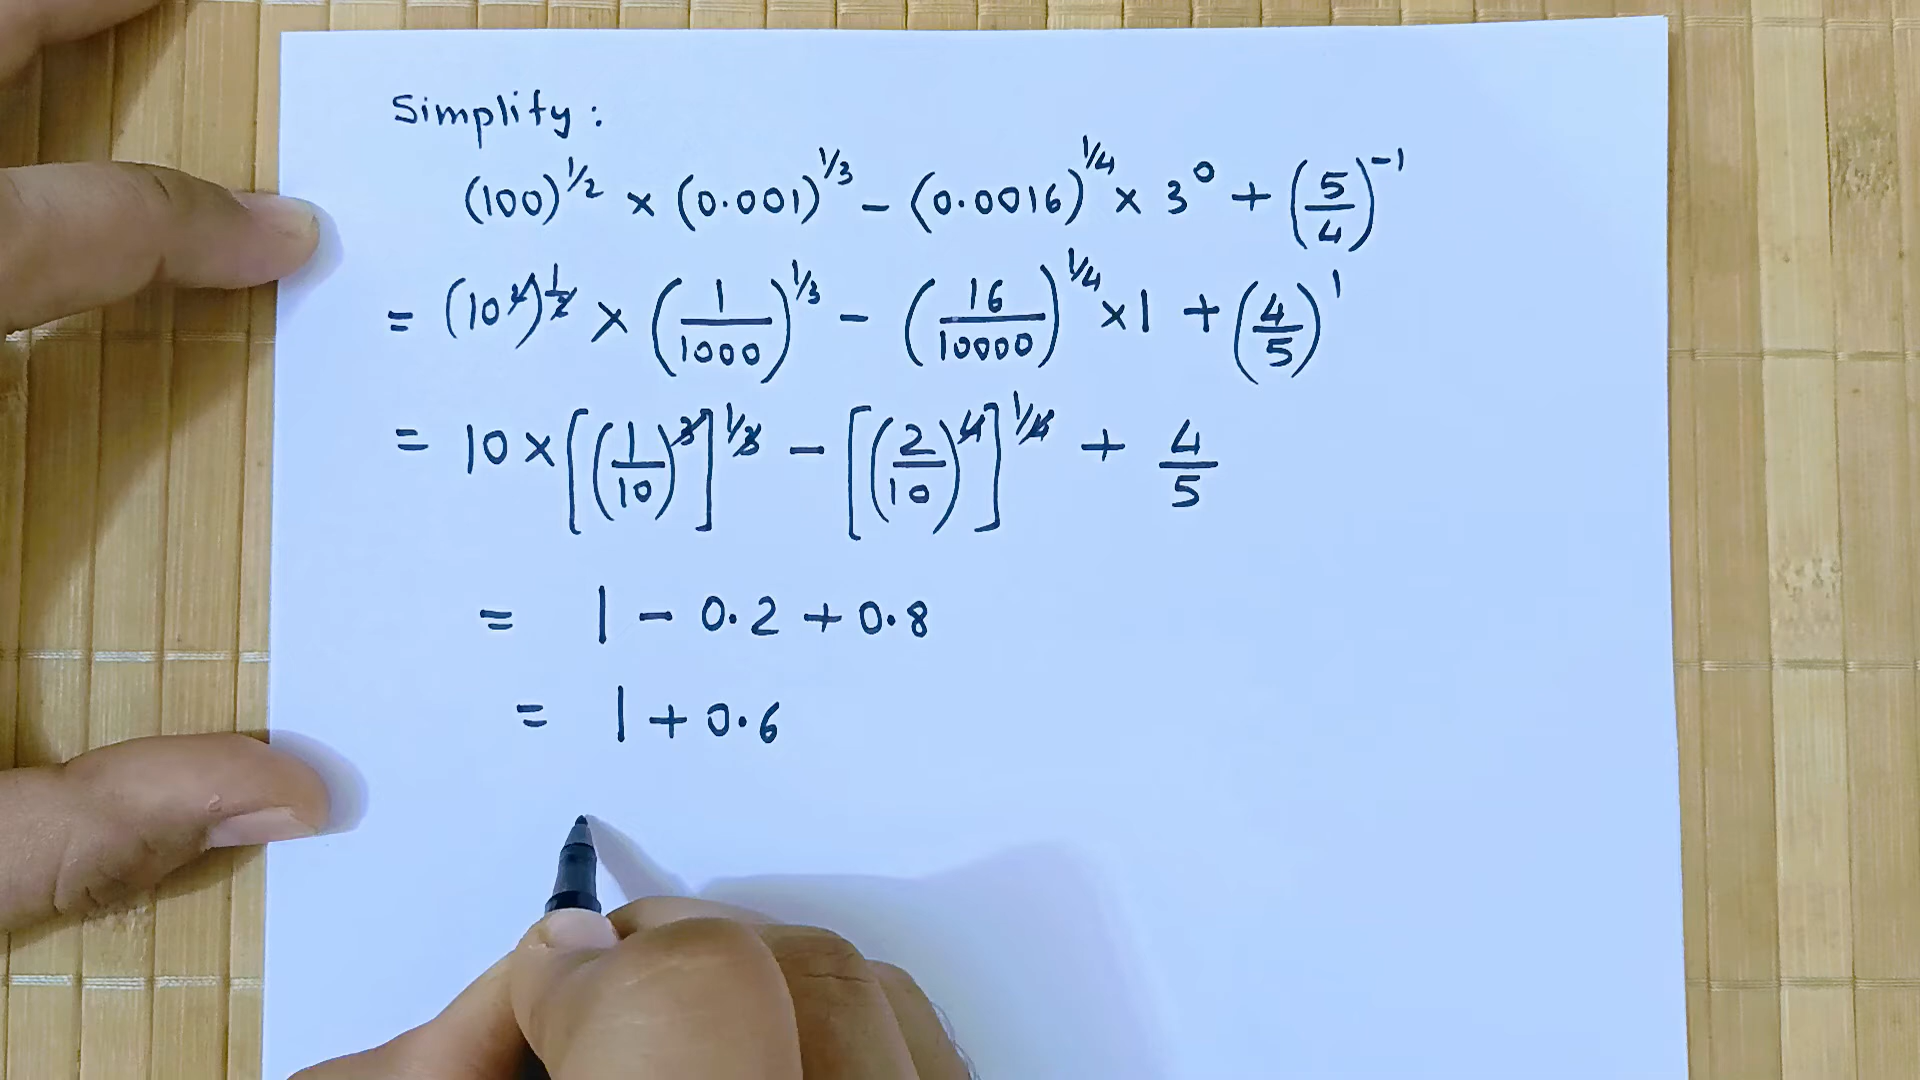 Simplify:
(100)^1/2 × (0.001)^1/3 - (0.0016)^1/4 × 3^0 + (5/4)^-1
= (10^2)^1/2 × (1/1000)^1/3 - (16/10000)^1/4 × 1 + (4/5)^1
= 10 × [(1/10)^3]^1/3 - [(2/10)^4]^1/4 + 4/5
= 1 - 0.2 + 0.8
= 1 + 0.6